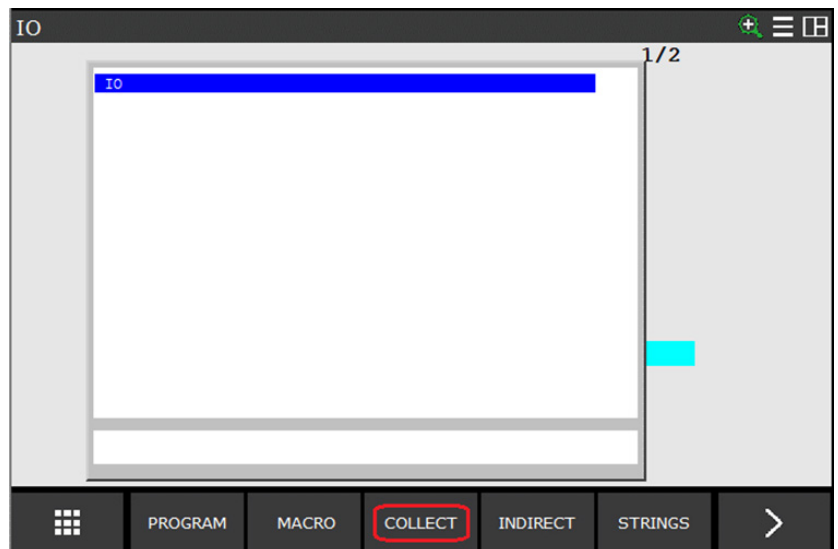 IO
1/2
IO
PROGRAM MACRO COLLECT INDIRECT STRINGS